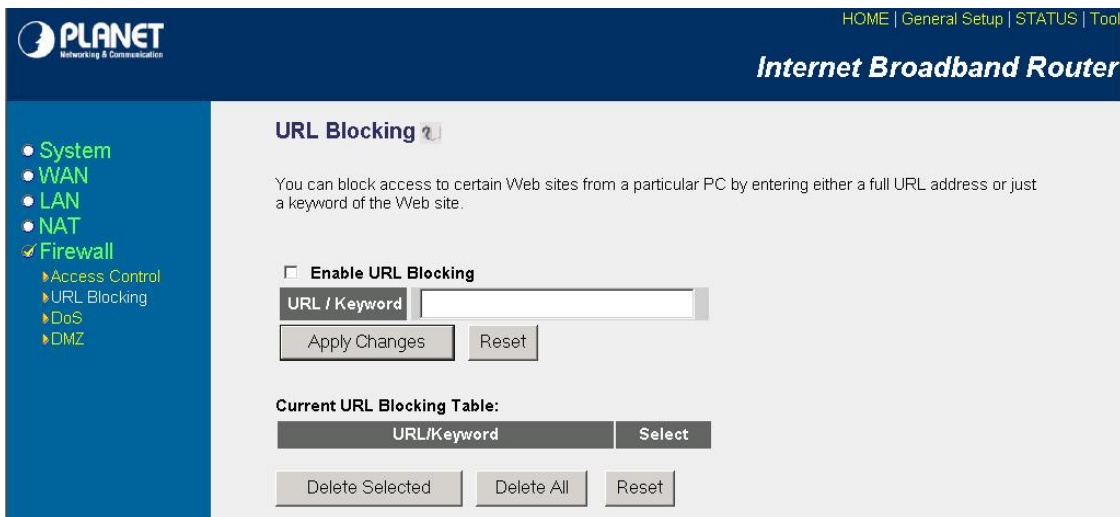 PLANET
Networking & Communication
HOME | General Setup | STATUS | Tool
Internet Broadband Router
System
WAN
LAN
NAT
Firewall
Access Control
URL Blocking
DoS
DMZ
URL Blocking
You can block access to certain Web sites from a particular PC by entering either a full URL address or just
a keyword of the Web site.
Enable URL Blocking
URL / Keyword
Apply Changes Reset
Current URL Blocking Table:
URL/Keyword Select
Delete Selected Delete All Reset